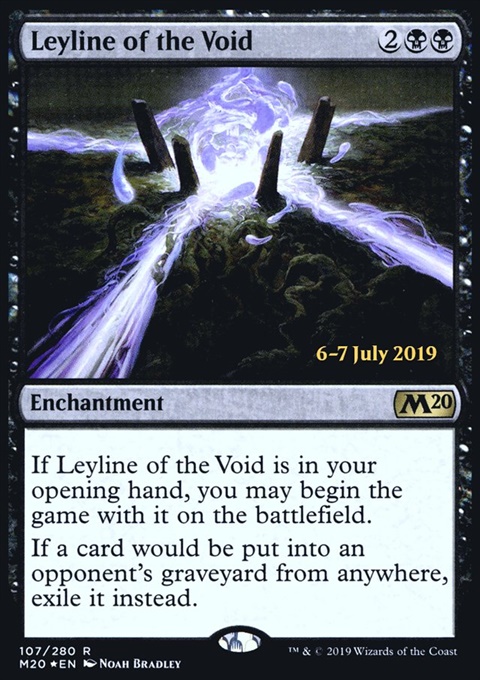 Leyline of the Void 2
6-7 July 2019
Enchantment
M20
If Leyline of the Void is in your
opening hand, you may begin the
game with it on the battlefield.
If a card would be put into an
opponent's graveyard from anywhere,
exile it instead.
107/280 R
M20 ★ EN Noah Bradley
™ & © 2019 Wizards of the Coast